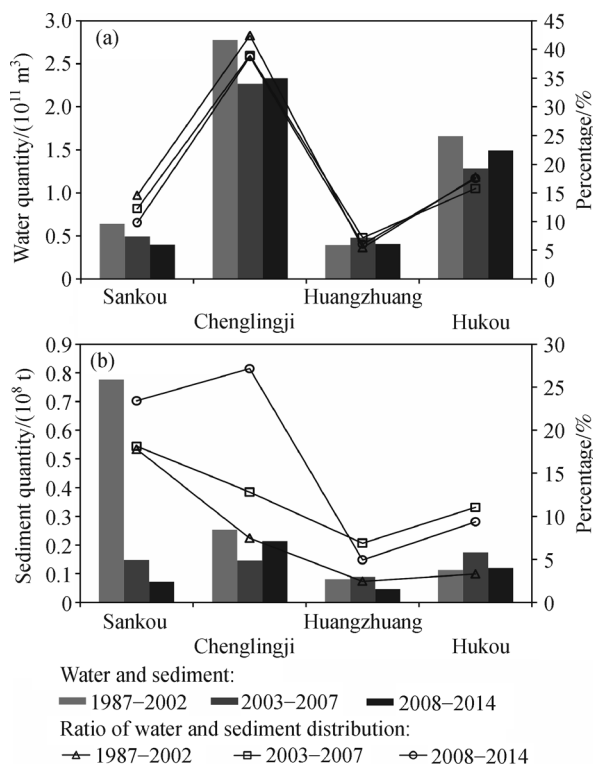 (a)
Water quantity/(10¹¹ m³)
3.0
2.5
2.0
1.5
1.0
0.5
0
45
40
35
30
25
20
15
10
5
0
Percentage/%
Sankou
Chenglingji
Huangzhuang
Hukou
(b)
Sediment quantity/(10⁸ t)
0.9
0.8
0.7
0.6
0.5
0.4
0.3
0.2
0.1
0
30
25
20
15
10
5
0
Percentage/%
Sankou
Chenglingji
Huangzhuang
Hukou
Water and sediment:
1987–2002 2003–2007 2008–2014
Ratio of water and sediment distribution:
1987–2002 2003–2007 2008–2014